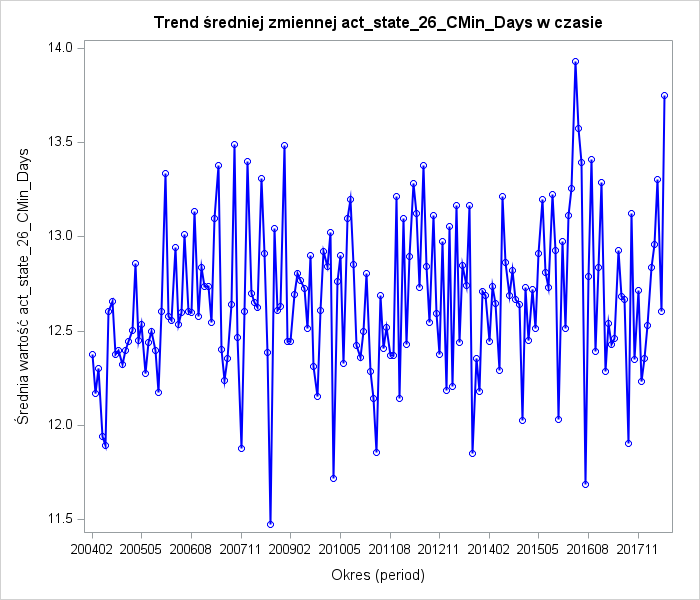 Trend średniej zmiennej act_state_26_CMin_Days w czasie
Średnia wartość act_state_26_CMin_Days
14.0
13.5
13.0
12.5
12.0
11.5
200402 200505 200608 200711 200902 201005 201108 201211 201402 201505 201608 201711
Okres (period)